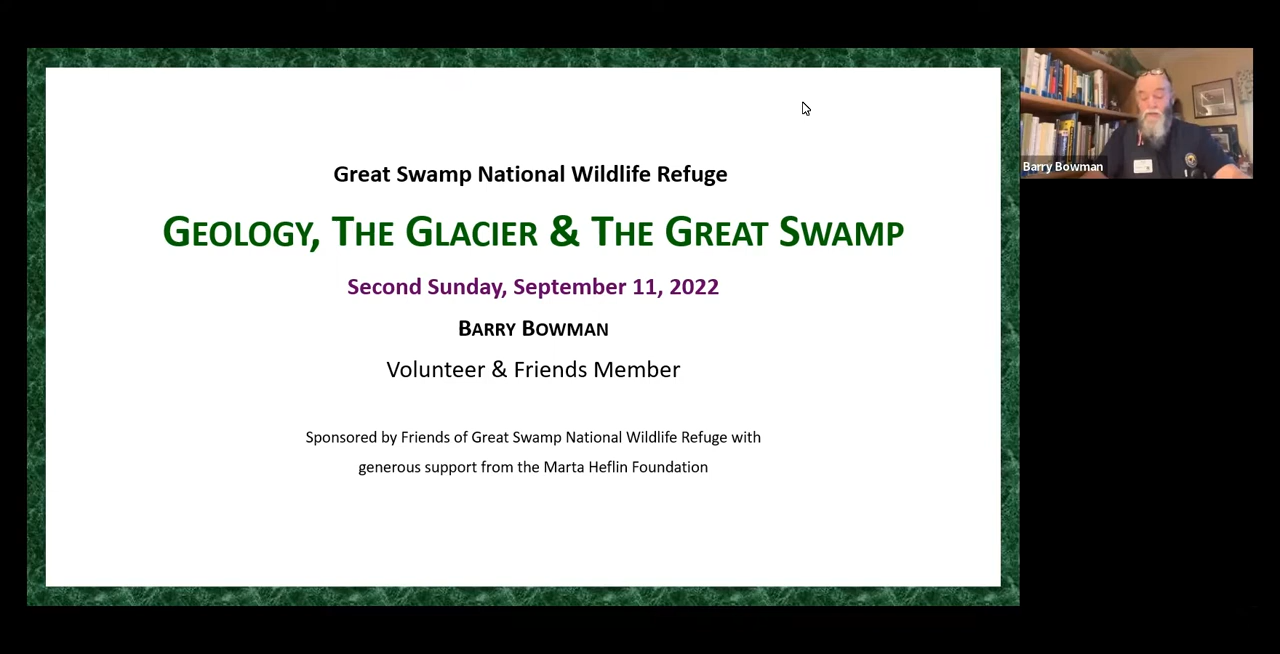 Great Swamp National Wildlife Refuge
GEOLOGY, THE GLACIER & THE GREAT SWAMP
Second Sunday, September 11, 2022
BARRY BOWMAN
Volunteer & Friends Member
Sponsored by Friends of Great Swamp National Wildlife Refuge with
generous support from the Marta Heflin Foundation
Barry Bowman